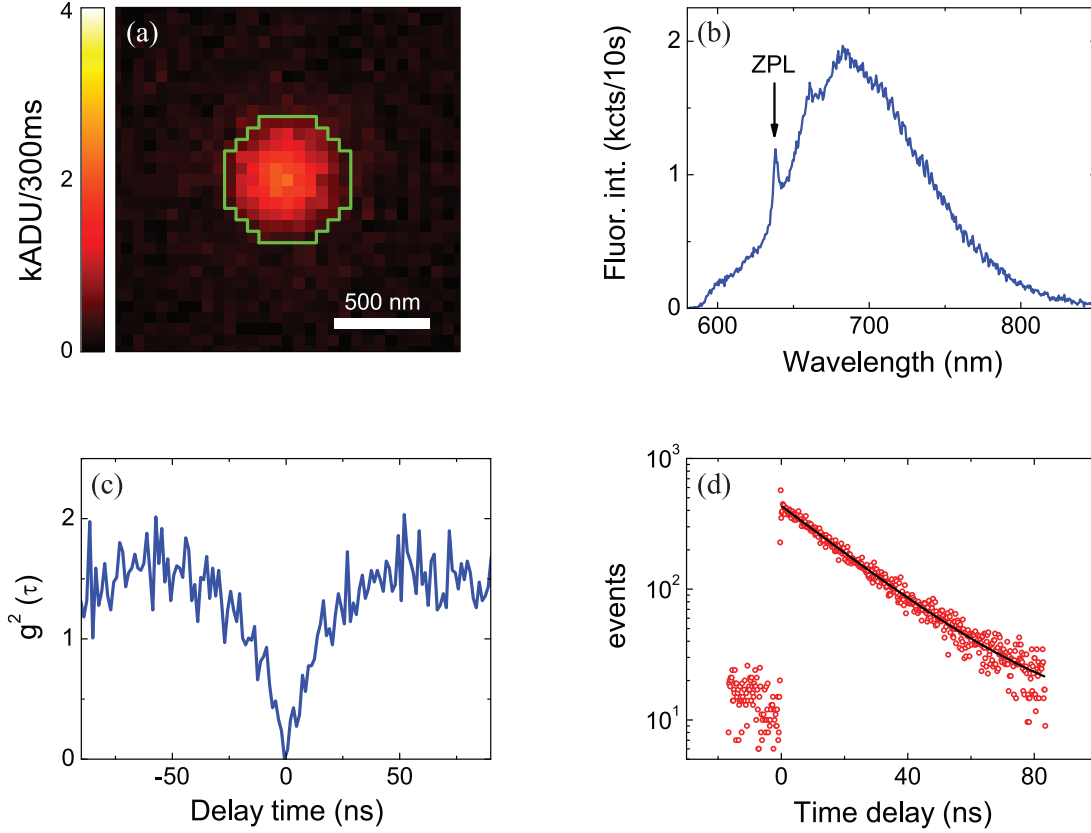 (a)
4
2
0
kADU/300ms
500 nm
(b)
ZPL
2
1
0
Fluor. int. (kcts/10s)
600 700 800
Wavelength (nm)
(c)
2
1
0
g² (τ)
-50 0 50
Delay time (ns)
(d)
10³
10²
10¹
events
0 40 80
Time delay (ns)